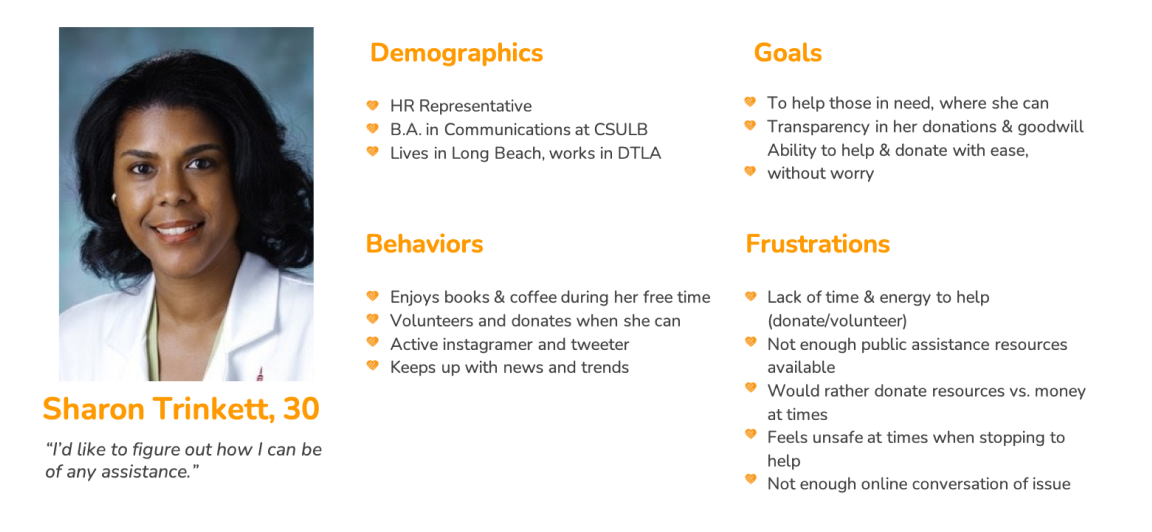 Demographics
HR Representative
B.A. in Communications at CSULB
Lives in Long Beach, works in DTLA
Goals
To help those in need, where she can
Transparency in her donations & goodwill
Ability to help & donate with ease,
without worry
Behaviors
Enjoys books & coffee during her free time
Volunteers and donates when she can
Active instagramer and tweeter
Keeps up with news and trends
Frustrations
Lack of time & energy to help
(donate/volunteer)
Not enough public assistance resources
available
Would rather donate resources vs. money
at times
Feels unsafe at times when stopping to
help
Not enough online conversation of issue
Sharon Trinkett, 30
“I’d like to figure out how I can be
of any assistance.”